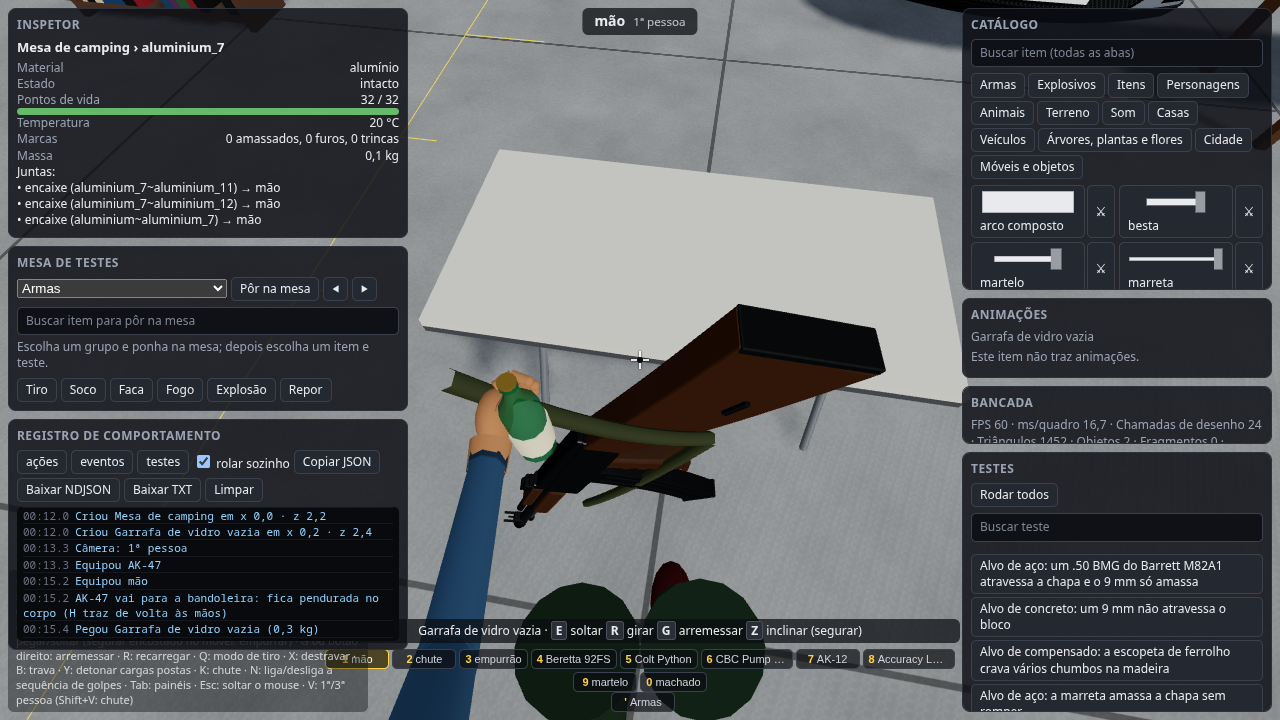 INSPETOR
Mesa de camping › aluminium_7
Material alumínio
Estado intacto
Pontos de vida 32 / 32
Temperatura 20 °C
Marcas 0 amassados, 0 furos, 0 trincas
Massa 0,1 kg
Juntas:
• encaixe (aluminium_7~aluminium_11) → mão
• encaixe (aluminium_7~aluminium_12) → mão
• encaixe (aluminium~aluminium_7) → mão
MESA DE TESTES
Armas Pôr na mesa ◄ ►
Buscar item para pôr na mesa
Escolha um grupo e ponha na mesa; depois escolha um item e
teste.
Tiro Soco Faca Fogo Explosão Repor
REGISTRO DE COMPORTAMENTO
ações eventos testes rolar sozinho Copiar JSON
Baixar NDJSON Baixar TXT Limpar
00:12.0 Criou Mesa de camping em x 0,0 · z 2,2
00:12.0 Criou Garrafa de vidro vazia em x 0,2 · z 2,4
00:13.3 Câmera: 1ª pessoa
00:13.3 Equipou AK-47
00:15.2 Equipou mão
00:15.2 AK-47 vai para a bandoleira: fica pendurada no
corpo (H traz de volta às mãos)
00:15.4 Pegou Garrafa de vidro vazia (0,3 kg)
direito: arremessar · R: recarregar · Q: modo de tiro · X: destravar
B: trava · Y: detonar cargas postas · K: chute · N: liga/desliga a
sequência de golpes · Tab: painéis · Esc: soltar o mouse · V: 1ª/3ª
pessoa (Shift+V: chute)
mão 1ª pessoa
Garrafa de vidro vazia · E soltar R girar G arremessar Z inclinar (segurar)
1 mão 2 chute 3 empurrão 4 Beretta 92FS 5 Colt Python 6 CBC Pump … 7 AK-12 8 Accuracy L…
9 martelo 0 machado
' Armas
CATÁLOGO
Buscar item (todas as abas)
Armas Explosivos Itens Personagens
Animais Terreno Som Casas
Veículos Árvores, plantas e flores Cidade
Móveis e objetos
arco composto ⚔ besta ⚔
martelo ⚔ marreta ⚔
ANIMAÇÕES
Garrafa de vidro vazia
Este item não traz animações.
BANCADA
FPS 60 · ms/quadro 16,7 · Chamadas de desenho 24
· Triângulos 1452 · Objetos 2 · Fragmentos 0 ·
TESTES
Rodar todos
Buscar teste
Alvo de aço: um .50 BMG do Barrett M82A1
atravessa a chapa e o 9 mm só amassa
Alvo de concreto: um 9 mm não atravessa o
bloco
Alvo de compensado: a escopeta de ferrolho
crava vários chumbos na madeira
Alvo de aço: a marreta amassa a chapa sem
romper